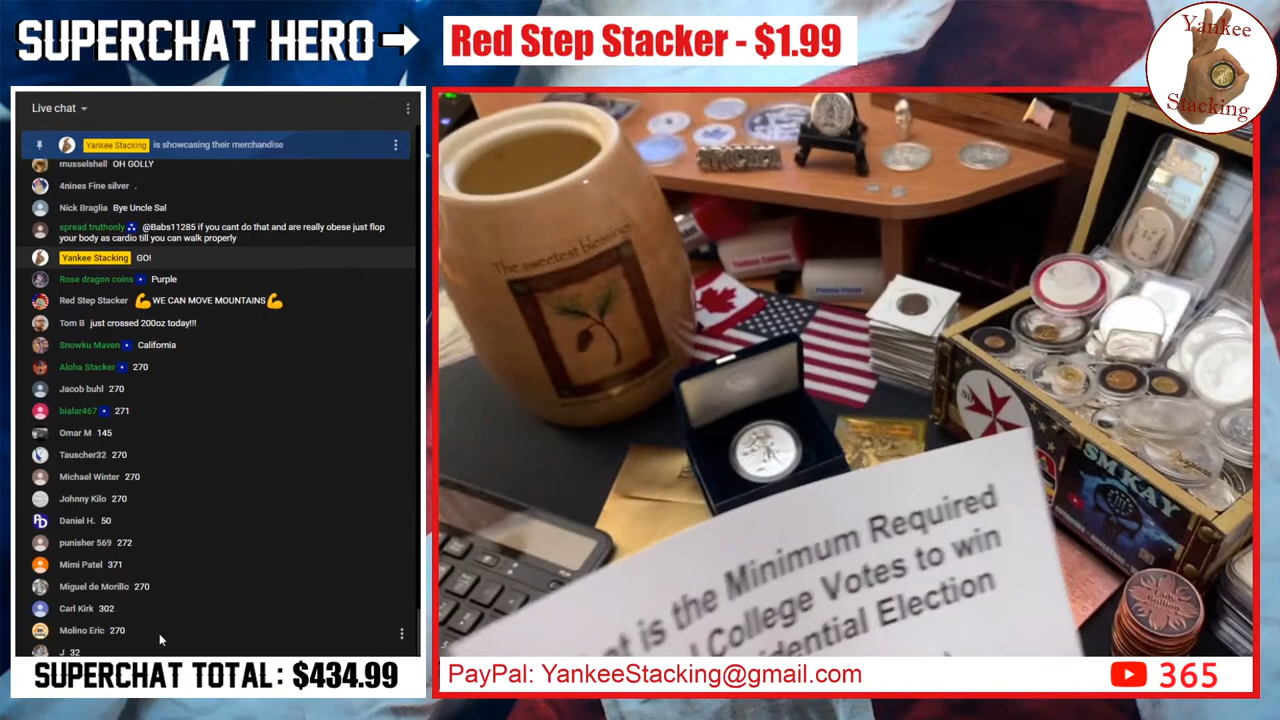 SUPERCHAT HERO
Red Step Stacker - $1.99
Yankee
Stacking
Live chat
Yankee Stacking is showcasing their merchandise
musselshell OH GOLLY
4nines Fine silver .
Nick Braglia Bye Uncle Sal
spread truthonly @Babs11285 if you cant do that and are really obese just flop
your body as cardio till you can walk properly
Yankee Stacking GO!
Rose dragon coins Purple
Red Step Stacker 💪WE CAN MOVE MOUNTAINS💪
Tom B just crossed 200oz today!!!
Snowku Maven California
Aloha Stacker 270
Jacob buhl 270
bialar467 271
Omar M 145
Tauscher32 270
Michael Winter 270
Johnny Kilo 270
Daniel H. 50
punisher 569 272
Mimi Patel 371
Miguel de Morillo 270
Carl Kirk 302
Molino Eric 270
J 32
SUPERCHAT TOTAL: $434.99
The sweetest blessings
SM KAY
is the Minimum Required
College Votes to win
Election
PayPal: YankeeStacking@gmail.com
365